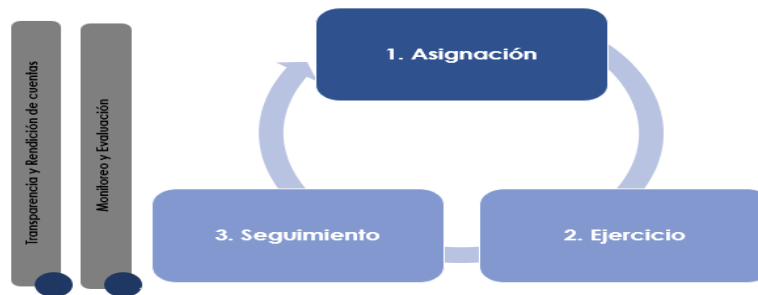 Transparencia y Rendición de cuentas
Monitoreo y Evaluación
1. Asignación
3. Seguimiento
2. Ejercicio